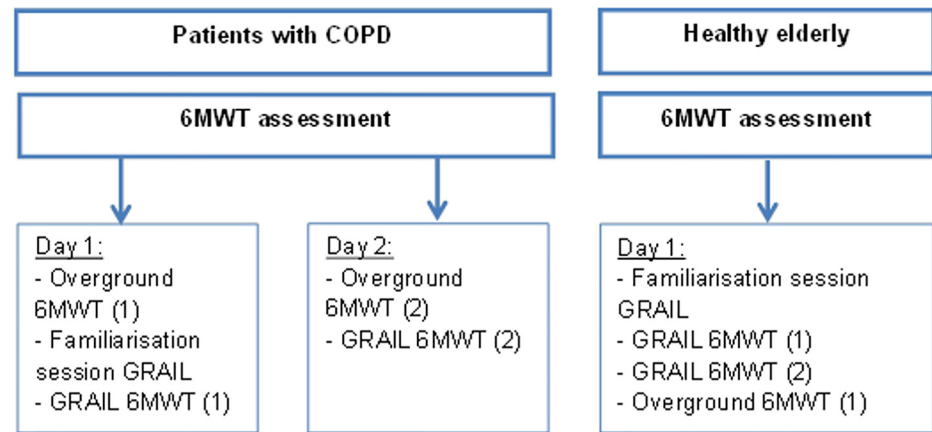 Patients with COPD
Healthy elderly
6MWT assessment
6MWT assessment
Day 1:
- Overground
6MWT (1)
- Familiarisation
session GRAIL
- GRAIL 6MWT (1)
Day 2:
- Overground
6MWT (2)
- GRAIL 6MWT (2)
Day 1:
- Familiarisation session
GRAIL
- GRAIL 6MWT (1)
- GRAIL 6MWT (2)
- Overground 6MWT (1)